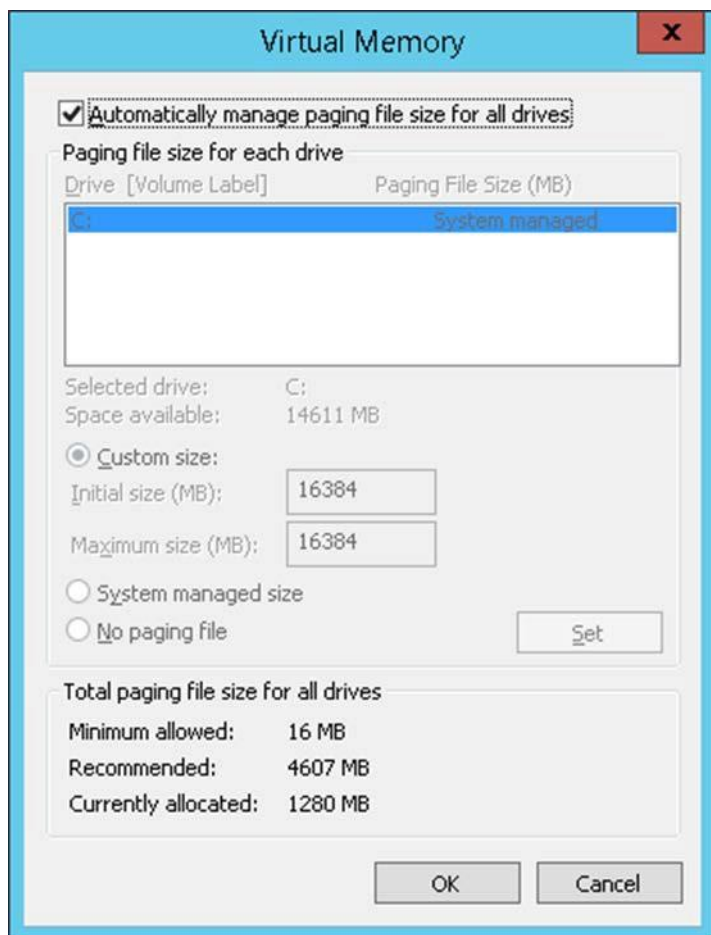 Virtual Memory
x
Automatically manage paging file size for all drives
Paging file size for each drive
Drive [Volume Label] Paging File Size (MB)
C: System managed
Selected drive: C:
Space available: 14611 MB
Custom size:
Initial size (MB): 16384
Maximum size (MB): 16384
System managed size
No paging file
Set
Total paging file size for all drives
Minimum allowed: 16 MB
Recommended: 4607 MB
Currently allocated: 1280 MB
OK Cancel